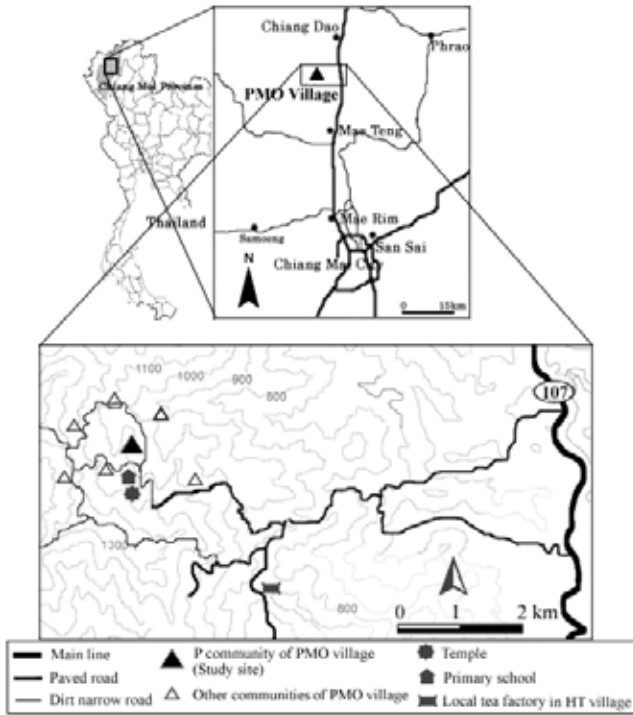 Chiang Mai Province
Thailand
Chiang Dao
Phrao
PMO Village
Mae Teng
Mae Rim
Samoeng
San Sai
Chiang Mai City
N
0 15km
1100
1000
900
800
107
1300
800
0 1 2 km
Main line
Paved road
Dirt narrow road
P community of PMO village
(Study site)
Other communities of PMO village
Temple
Primary school
Local tea factory in HT village